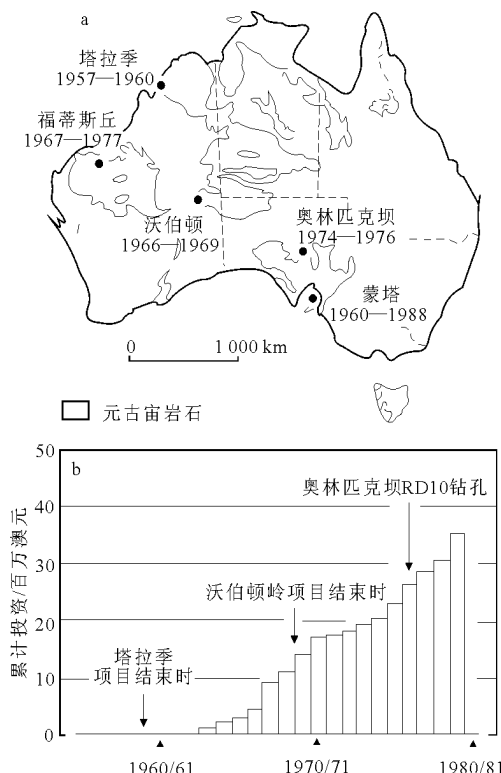 a
塔拉季
1957—1960
福蒂斯丘
1967—1977
沃伯顿
1966—1969
奥林匹克坝
1974—1976
蒙塔
1960—1988
0 1 000 km
元古宙岩石
b
累计投资/百万澳元
50
40
30
20
10
0
奥林匹克坝RD10钻孔
沃伯顿岭项目结束时
塔拉季
项目结束时
1960/61 1970/71 1980/81